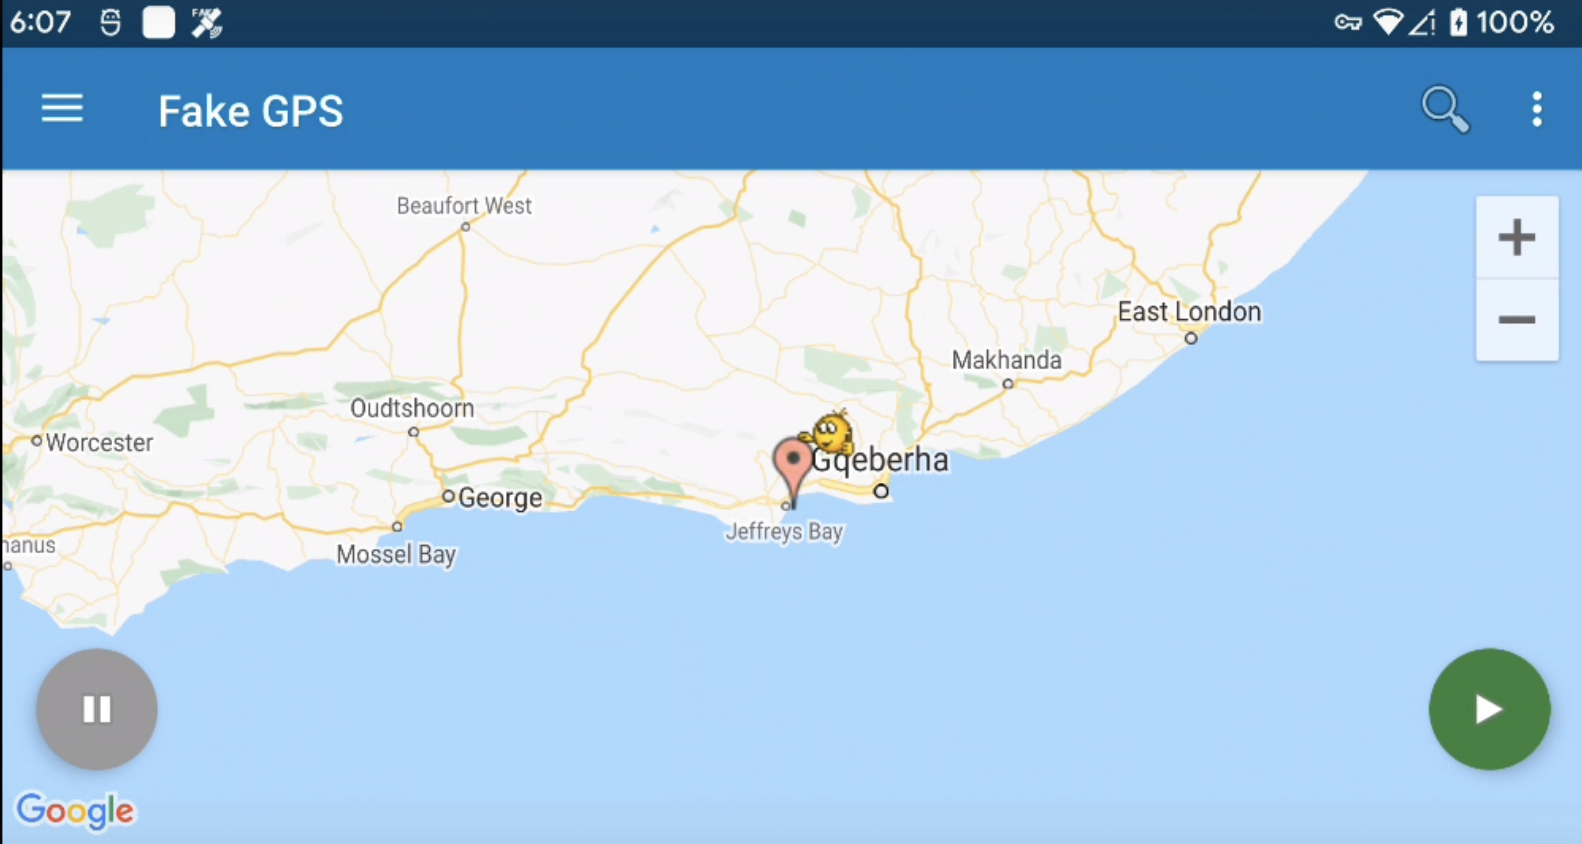 6:07 FAKE 100%
Fake GPS
Beaufort West
East London
Makhanda
Oudtshoorn
Worcester
Gqeberha
George
Jeffreys Bay
nanus
Mossel Bay
Google